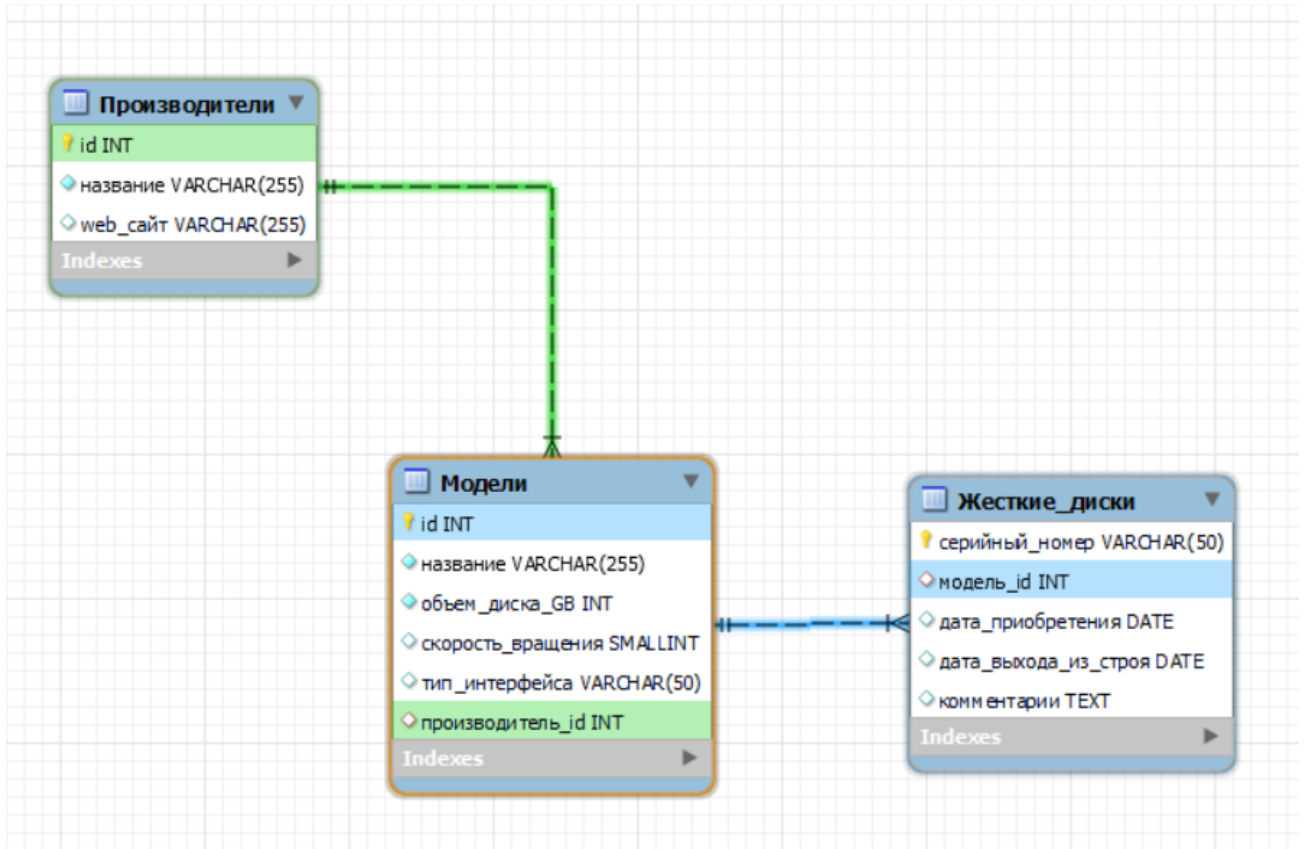 Производители
id INT
название VARCHAR(255)
web_сайт VARCHAR(255)
Indexes
Модели
id INT
название VARCHAR(255)
объем_диска_GB INT
скорость_вращения SMALLINT
тип_интерфейса VARCHAR(50)
производитель_id INT
Indexes
Жесткие_диски
серийный_номер VARCHAR(50)
модель_id INT
дата_приобретения DATE
дата_выхода_из_строя DATE
комментарии TEXT
Indexes